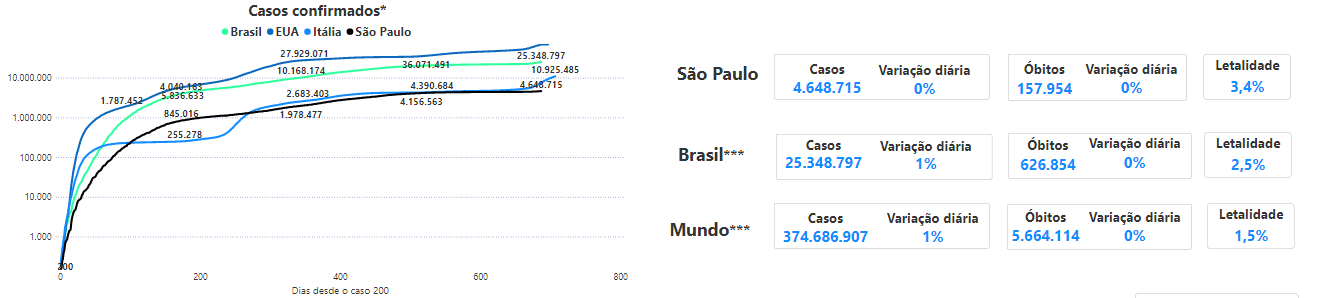 Casos confirmados*
Brasil EUA Itália São Paulo
10.000.000
1.000.000
100.000
10.000
1.000
1.787.452
4.040.163
5.836.633
845.016
255.278
27.929.071
10.168.174
2.683.403
1.978.477
36.071.491
4.390.684
4.156.563
25.348.797
10.925.485
4.648.715
200
0 200 400 600 800
Dias desde o caso 200
São Paulo
Casos Variação diária
4.648.715 0%
Óbitos Variação diária
157.954 0%
Letalidade
3,4%
Brasil***
Casos Variação diária
25.348.797 1%
Óbitos Variação diária
626.854 0%
Letalidade
2,5%
Mundo***
Casos Variação diária
374.686.907 1%
Óbitos Variação diária
5.664.114 0%
Letalidade
1,5%